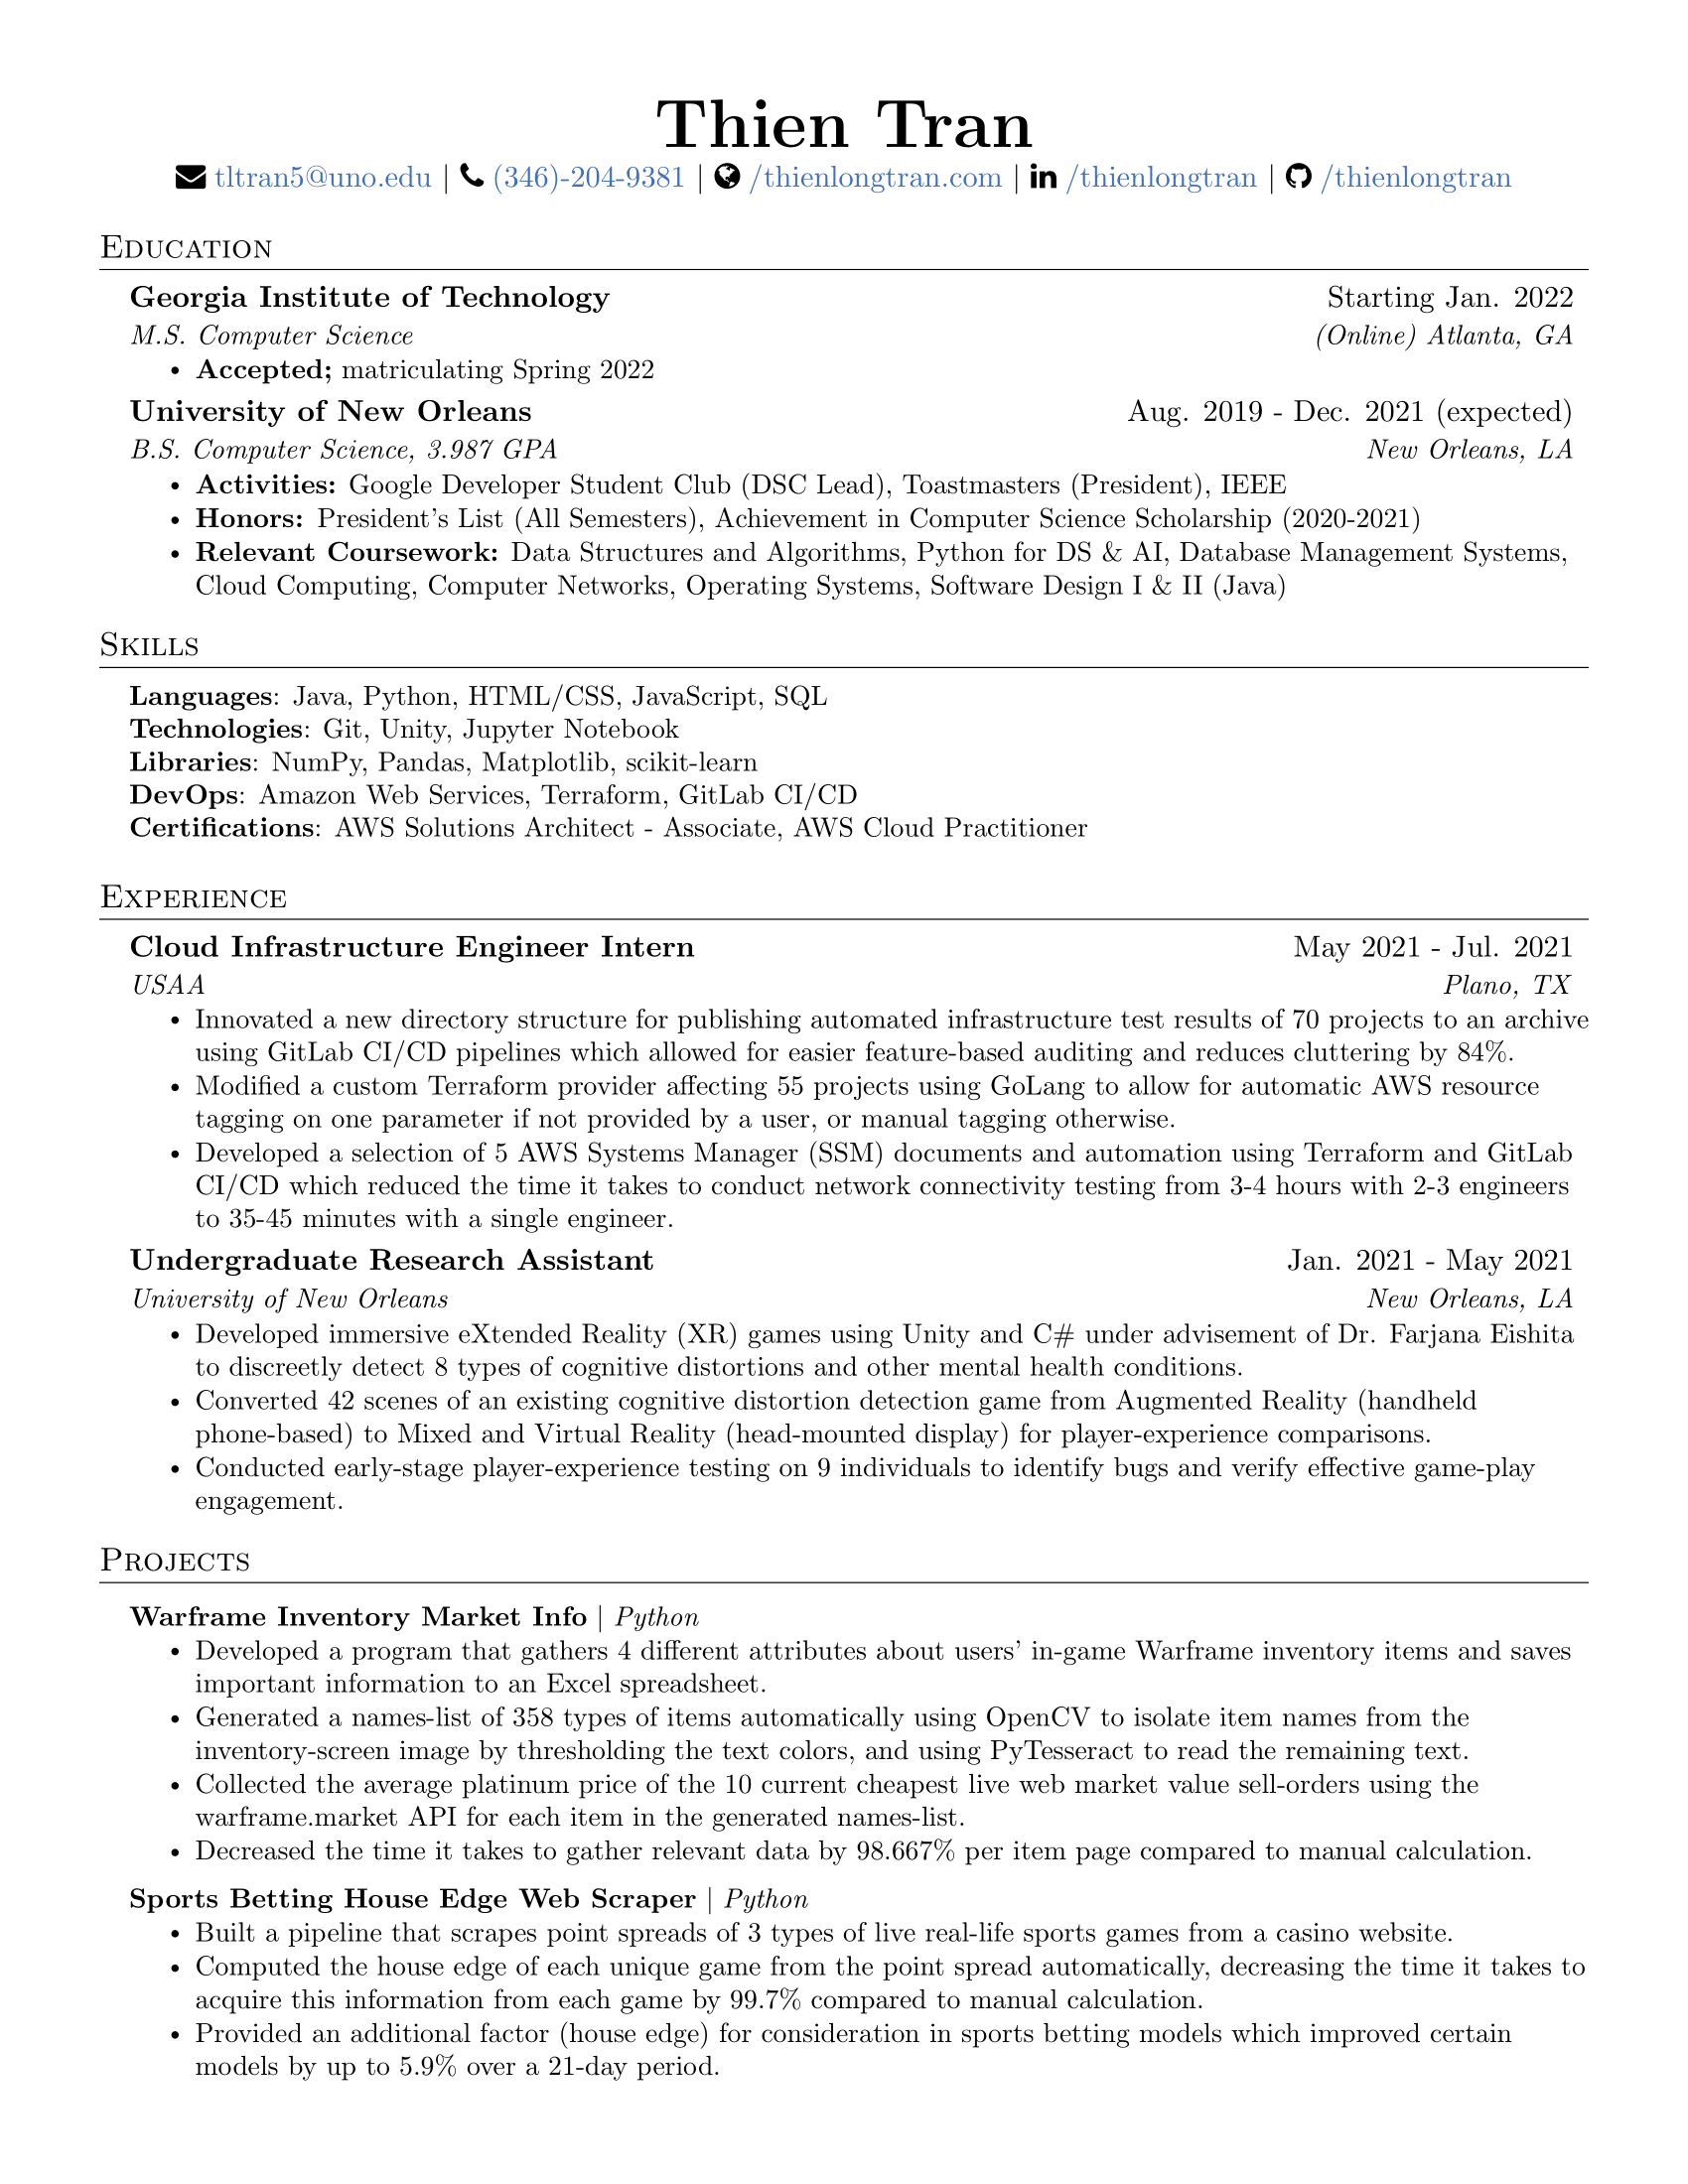 Thien Tran
tltran5@uno.edu | (346)-204-9381 | /thienlongtran.com | /thienlongtran | /thienlongtran
Education
Georgia Institute of Technology Starting Jan. 2022
M.S. Computer Science (Online) Atlanta, GA
• Accepted; matriculating Spring 2022
University of New Orleans Aug. 2019 - Dec. 2021 (expected)
B.S. Computer Science, 3.987 GPA New Orleans, LA
• Activities: Google Developer Student Club (DSC Lead), Toastmasters (President), IEEE
• Honors: President's List (All Semesters), Achievement in Computer Science Scholarship (2020-2021)
• Relevant Coursework: Data Structures and Algorithms, Python for DS & AI, Database Management Systems,
Cloud Computing, Computer Networks, Operating Systems, Software Design I & II (Java)
Skills
Languages: Java, Python, HTML/CSS, JavaScript, SQL
Technologies: Git, Unity, Jupyter Notebook
Libraries: NumPy, Pandas, Matplotlib, scikit-learn
DevOps: Amazon Web Services, Terraform, GitLab CI/CD
Certifications: AWS Solutions Architect - Associate, AWS Cloud Practitioner
Experience
Cloud Infrastructure Engineer Intern May 2021 - Jul. 2021
USAA Plano, TX
• Innovated a new directory structure for publishing automated infrastructure test results of 70 projects to an archive
using GitLab CI/CD pipelines which allowed for easier feature-based auditing and reduces cluttering by 84%.
• Modified a custom Terraform provider affecting 55 projects using GoLang to allow for automatic AWS resource
tagging on one parameter if not provided by a user, or manual tagging otherwise.
• Developed a selection of 5 AWS Systems Manager (SSM) documents and automation using Terraform and GitLab
CI/CD which reduced the time it takes to conduct network connectivity testing from 3-4 hours with 2-3 engineers
to 35-45 minutes with a single engineer.
Undergraduate Research Assistant Jan. 2021 - May 2021
University of New Orleans New Orleans, LA
• Developed immersive eXtended Reality (XR) games using Unity and C# under advisement of Dr. Farjana Eishita
to discreetly detect 8 types of cognitive distortions and other mental health conditions.
• Converted 42 scenes of an existing cognitive distortion detection game from Augmented Reality (handheld
phone-based) to Mixed and Virtual Reality (head-mounted display) for player-experience comparisons.
• Conducted early-stage player-experience testing on 9 individuals to identify bugs and verify effective game-play
engagement.
Projects
Warframe Inventory Market Info | Python
• Developed a program that gathers 4 different attributes about users' in-game Warframe inventory items and saves
important information to an Excel spreadsheet.
• Generated a names-list of 358 types of items automatically using OpenCV to isolate item names from the
inventory-screen image by thresholding the text colors, and using PyTesseract to read the remaining text.
• Collected the average platinum price of the 10 current cheapest live web market value sell-orders using the
warframe.market API for each item in the generated names-list.
• Decreased the time it takes to gather relevant data by 98.667% per item page compared to manual calculation.
Sports Betting House Edge Web Scraper | Python
• Built a pipeline that scrapes point spreads of 3 types of live real-life sports games from a casino website.
• Computed the house edge of each unique game from the point spread automatically, decreasing the time it takes to
acquire this information from each game by 99.7% compared to manual calculation.
• Provided an additional factor (house edge) for consideration in sports betting models which improved certain
models by up to 5.9% over a 21-day period.